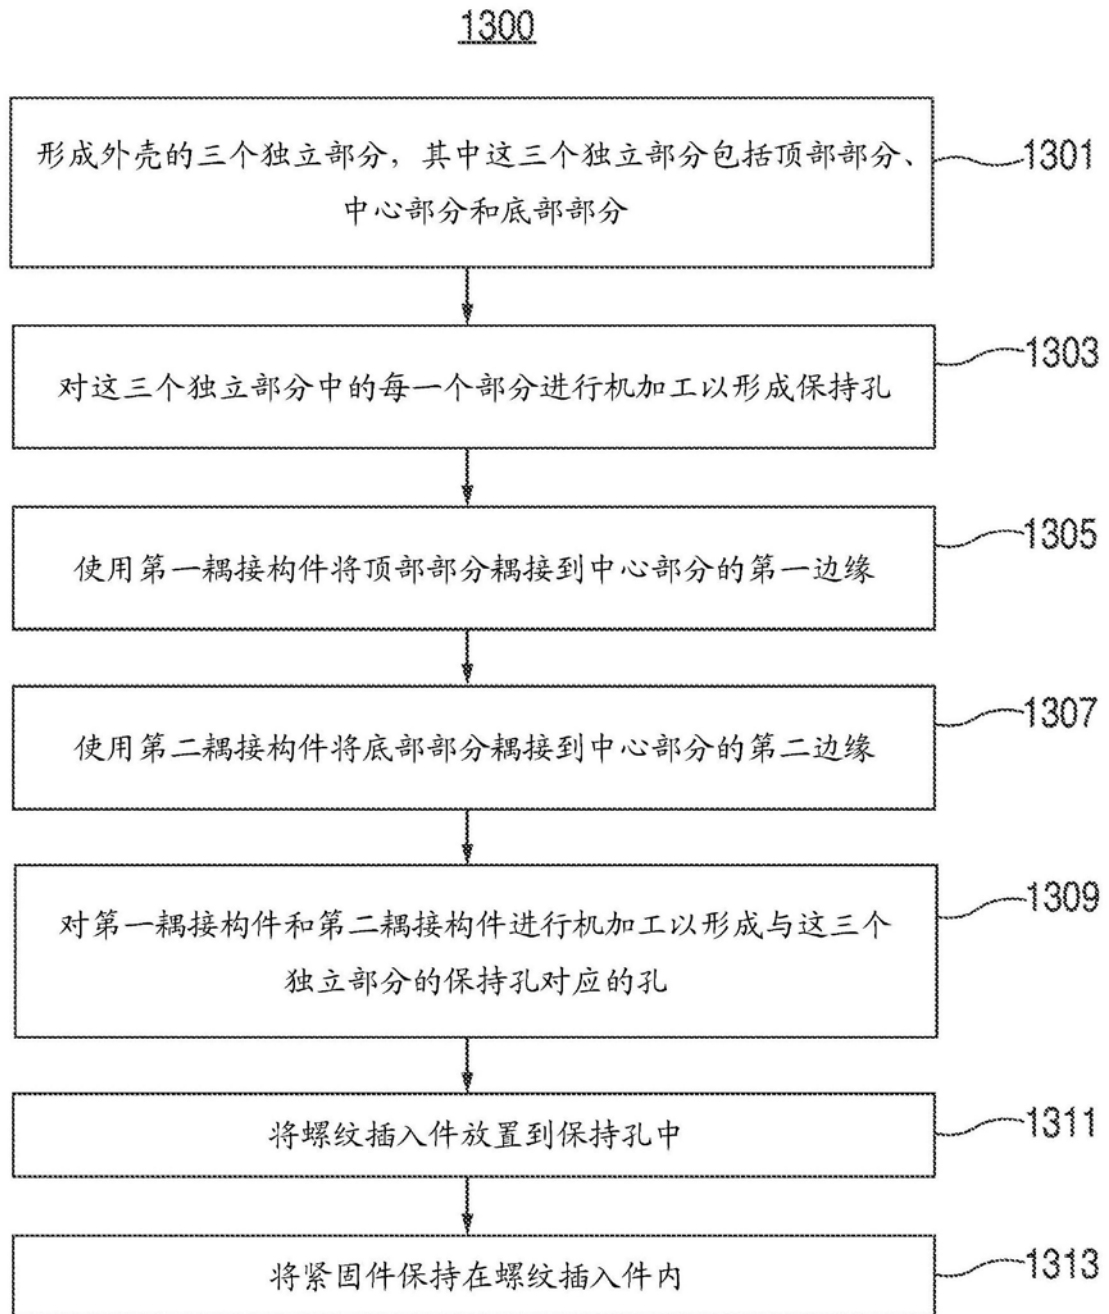 1300
形成外壳的三个独立部分，其中这三个独立部分包括顶部部分、
中心部分和底部部分
1301
对这三个独立部分中的每一个部分进行机加工以形成保持孔
1303
使用第一耦接构件将顶部部分耦接到中心部分的第一边缘
1305
使用第二耦接构件将底部部分耦接到中心部分的第二边缘
1307
对第一耦接构件和第二耦接构件进行机加工以形成与这三个
独立部分的保持孔对应的孔
1309
将螺纹插入件放置到保持孔中
1311
将紧固件保持在螺纹插入件内
1313